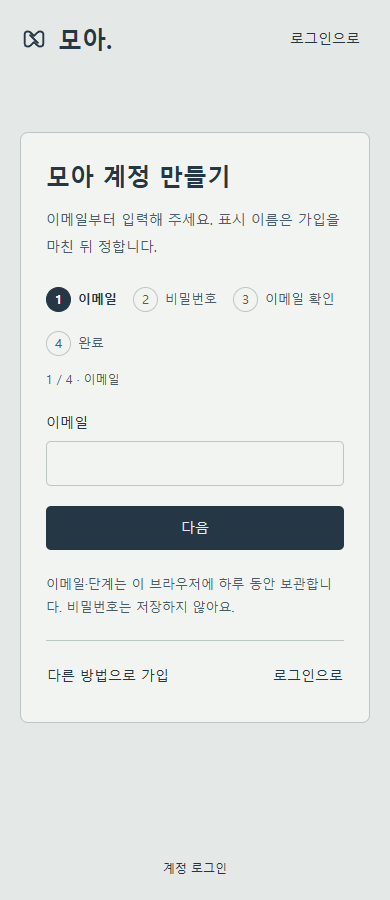 모아.
로그인으로
모아 계정 만들기
이메일부터 입력해 주세요. 표시 이름은 가입을
마친 뒤 정합니다.
1 이메일 2 비밀번호 3 이메일 확인
4 완료
1 / 4 · 이메일
이메일
다음
이메일·단계는 이 브라우저에 하루 동안 보관합니
다. 비밀번호는 저장하지 않아요.
다른 방법으로 가입 로그인으로
계정 로그인